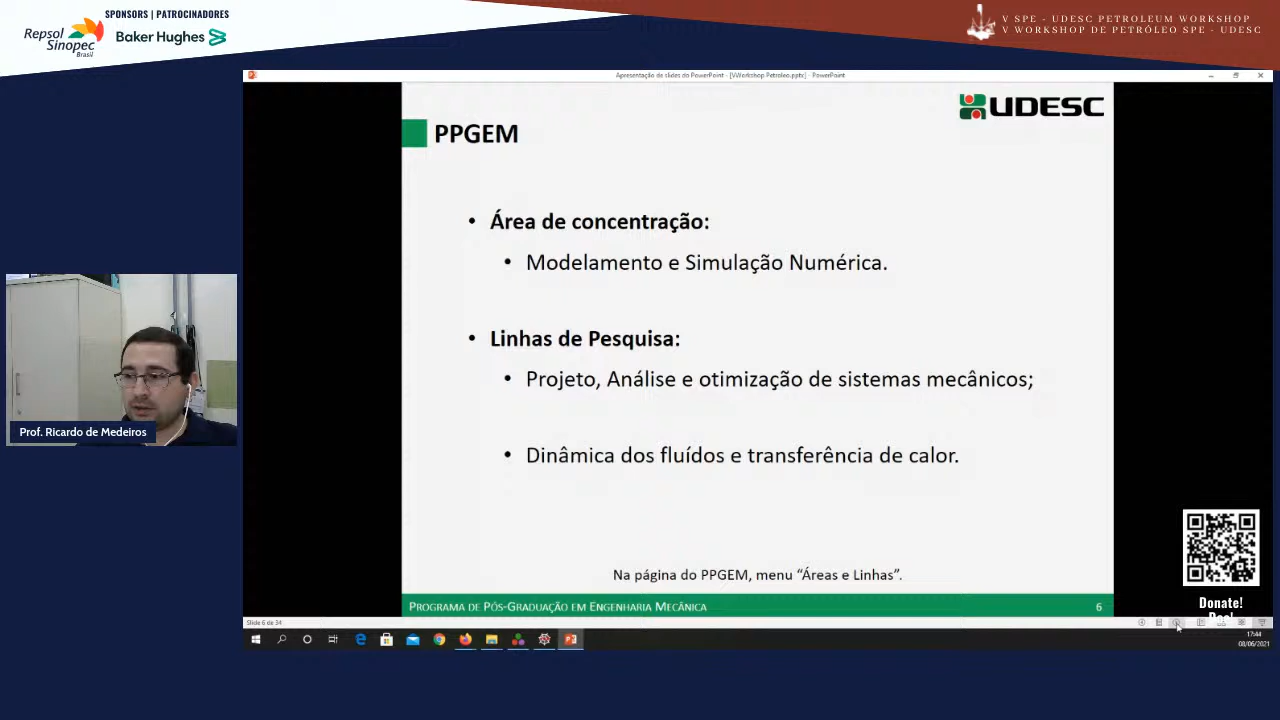 SPONSORS | PATROCINADORES
Repsol
Sinopec
Brasil
Baker Hughes
V SPE - UDESC PETROLEUM WORKSHOP
V WORKSHOP DE PETRÓLEO SPE - UDESC
Apresentação de slides do PowerPoint - [VWorkshop Petroleo.pptx] - PowerPoint
UDESC
PPGEM
• Área de concentração:
• Modelamento e Simulação Numérica.
• Linhas de Pesquisa:
• Projeto, Análise e otimização de sistemas mecânicos;
• Dinâmica dos fluídos e transferência de calor.
Na página do PPGEM, menu “Áreas e Linhas”.
PROGRAMA DE PÓS-GRADUAÇÃO EM ENGENHARIA MECÂNICA
6
Prof. Ricardo de Medeiros
Donate!
Slide 6 de 34
17:44
08/06/2021